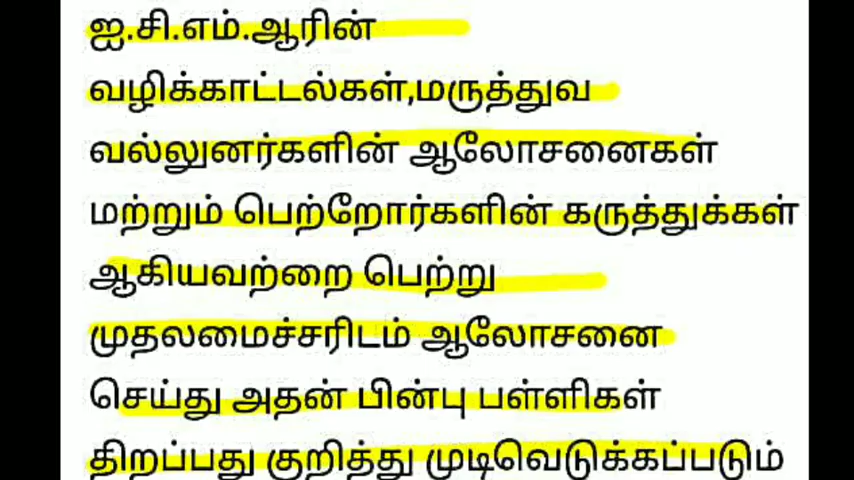 ஐ.சி.எம்.ஆரின்
வழிக்காட்டல்கள்,மருத்துவ
வல்லுனர்களின் ஆலோசனைகள்
மற்றும் பெற்றோர்களின் கருத்துக்கள்
ஆகியவற்றை பெற்று
முதலமைச்சரிடம் ஆலோசனை
செய்து அதன் பின்பு பள்ளிகள்
திறப்பது குறித்து முடிவெடுக்கப்படும்